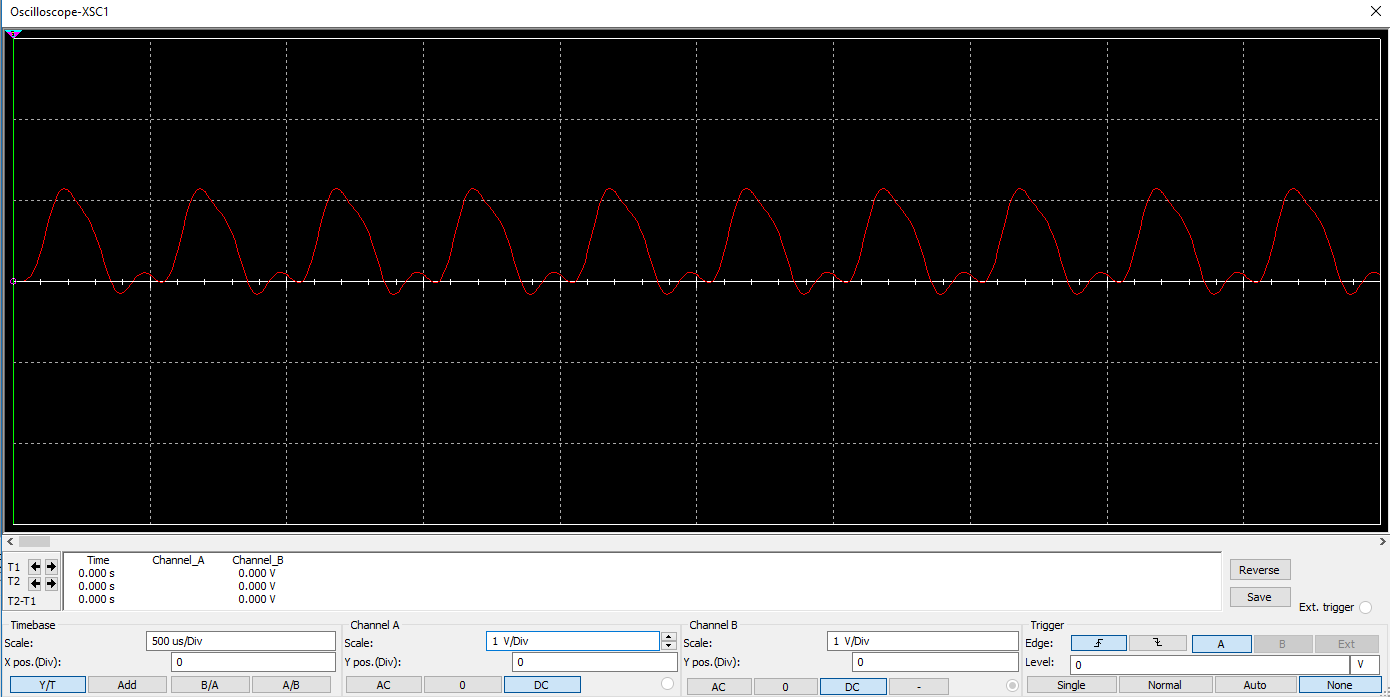 Oscilloscope-XSC1
T1
T2
T2-T1
Time Channel_A Channel_B
0.000 s 0.000 V
0.000 s 0.000 V
0.000 s 0.000 V
Reverse
Save
Ext. trigger
Timebase
Scale: 500 us/Div
X pos.(Div): 0
Y/T Add B/A A/B
Channel A
Scale: 1 V/Div
Y pos.(Div): 0
AC 0 DC
Channel B
Scale: 1 V/Div
Y pos.(Div): 0
AC 0 DC -
Trigger
Edge: A B Ext
Level: 0 V
Single Normal Auto None